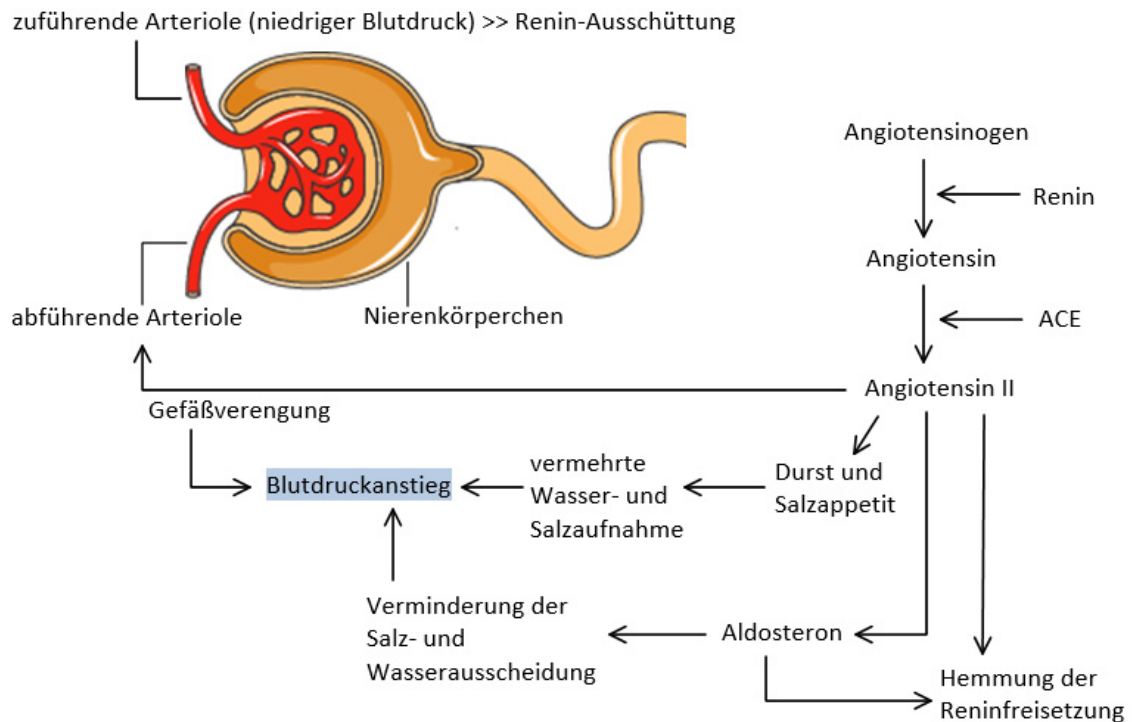 zuführende Arteriole (niedriger Blutdruck) >> Renin-Ausschüttung
Angiotensinogen
Renin
Angiotensin
abführende Arteriole
Nierenkörperchen
ACE
Angiotensin II
Gefäßverengung
Blutdruckanstieg
vermehrte
Wasser- und
Salzaufnahme
Durst und
Salzappetit
Verminderung der
Salz- und
Wasserausscheidung
Aldosteron
Hemmung der
Reninfreisetzung